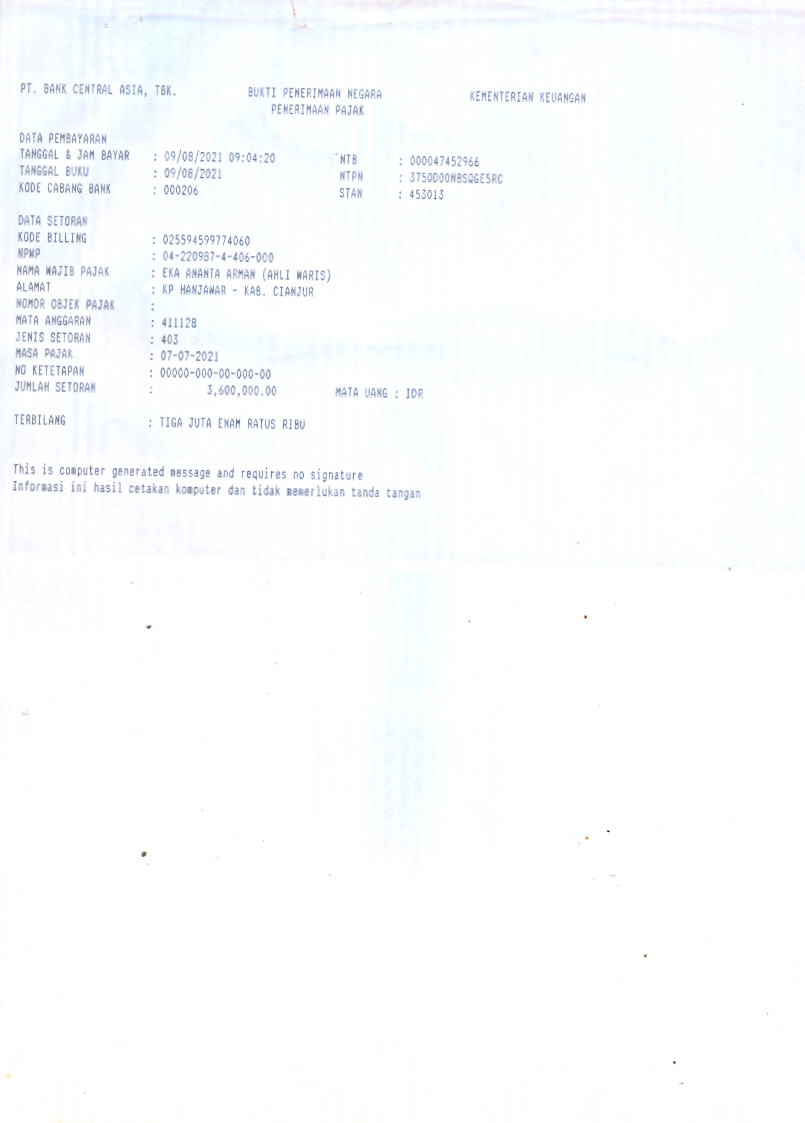 PT. BANK CENTRAL ASIA, TBK. BUKTI PENERIMAAN NEGARA KEMENTERIAN KEUANGAN
PENERIMAAN PAJAK
DATA PEMBAYARAN
TANGGAL & JAM BAYAR : 09/08/2021 09:04:20 NTB : 000047452966
TANGGAL BUKU : 09/08/2021 NTPN : 3750D00N8SQGE5RC
KODE CABANG BANK : 000206 STAN : 453013
DATA SETORAN
KODE BILLING : 025594599774060
NPWP : 04-220987-4-406-000
NAMA WAJIB PAJAK : EKA ANANTA ARMAN (AHLI WARIS)
ALAMAT : KP HANJAWAR - KAB. CIANJUR
NOMOR OBJEK PAJAK :
MATA ANGGARAN : 411128
JENIS SETORAN : 403
MASA PAJAK : 07-07-2021
NO KETETAPAN : 00000-000-00-000-00
JUMLAH SETORAN : 3,600,000.00 MATA UANG : IDR
TERBILANG : TIGA JUTA ENAM RATUS RIBU
This is computer generated message and requires no signature
Informasi ini hasil cetakan komputer dan tidak memerlukan tanda tangan